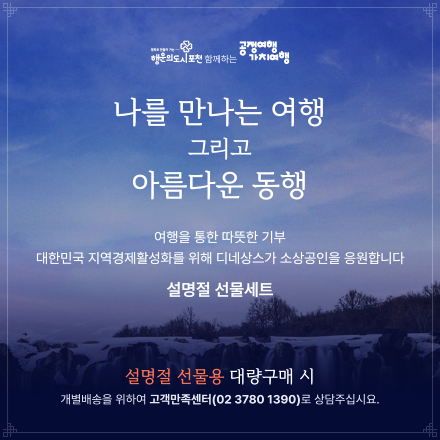 행운의도시포천 함께하는 공정여행 가치여행
나를 만나는 여행
그리고
아름다운 동행
여행을 통한 따뜻한 기부
대한민국 지역경제활성화를 위해 디네상스가 소상공인을 응원합니다
설명절 선물세트
설명절 선물용 대량구매 시
개별배송을 위하여 고객만족센터(02 3780 1390)로 상담주십시요.